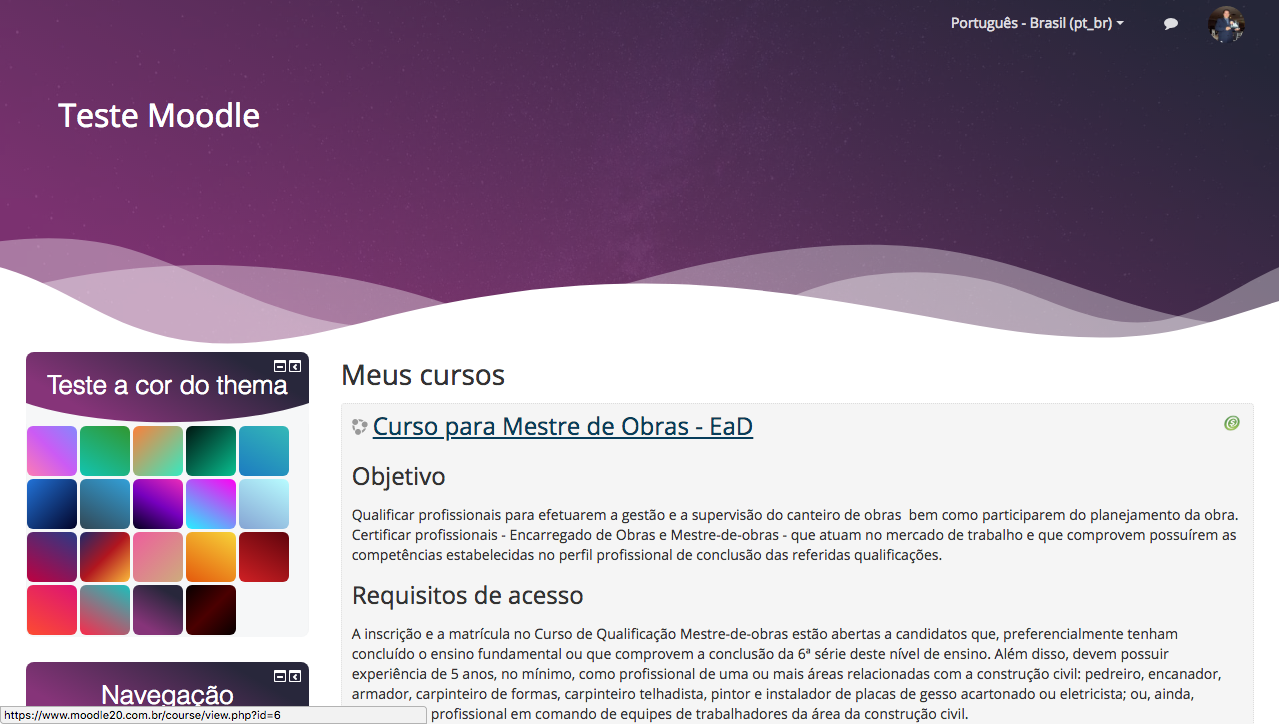 Português - Brasil (pt_br)
Teste Moodle
Teste a cor do thema
Meus cursos
Curso para Mestre de Obras - EaD
Objetivo
Qualificar profissionais para efetuarem a gestão e a supervisão do canteiro de obras  bem como participarem do planejamento da obra.
Certificar profissionais - Encarregado de Obras e Mestre-de-obras - que atuam no mercado de trabalho e que comprovem possuírem as
competências estabelecidas no perfil profissional de conclusão das referidas qualificações.
Requisitos de acesso
A inscrição e a matrícula no Curso de Qualificação Mestre-de-obras estão abertas a candidatos que, preferencialmente tenham
concluído o ensino fundamental ou que comprovem a conclusão da 6ª série deste nível de ensino. Além disso, devem possuir
experiência de 5 anos, no mínimo, como profissional de uma ou mais áreas relacionadas com a construção civil: pedreiro, encanador,
armador, carpinteiro de formas, carpinteiro telhadista, pintor e instalador de placas de gesso acartonado ou eletricista; ou, ainda,
profissional em comando de equipes de trabalhadores da área da construção civil.
Navegação
https://www.moodle20.com.br/course/view.php?id=6